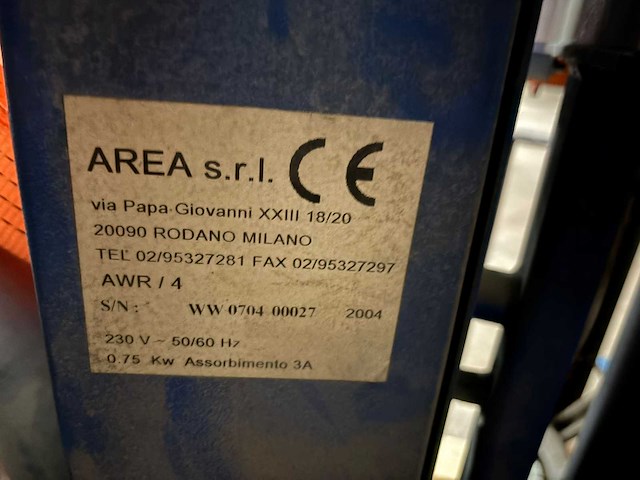 AREA s.r.l. CE
via Papa Giovanni XXIII 18/20
20090 RODANO MILANO
TEL 02/95327281 FAX 02/95327297
AWR / 4
S/N : WW 0704 00027 2004
230 V ~ 50/60 Hz
0.75 Kw Assorbimento 3A